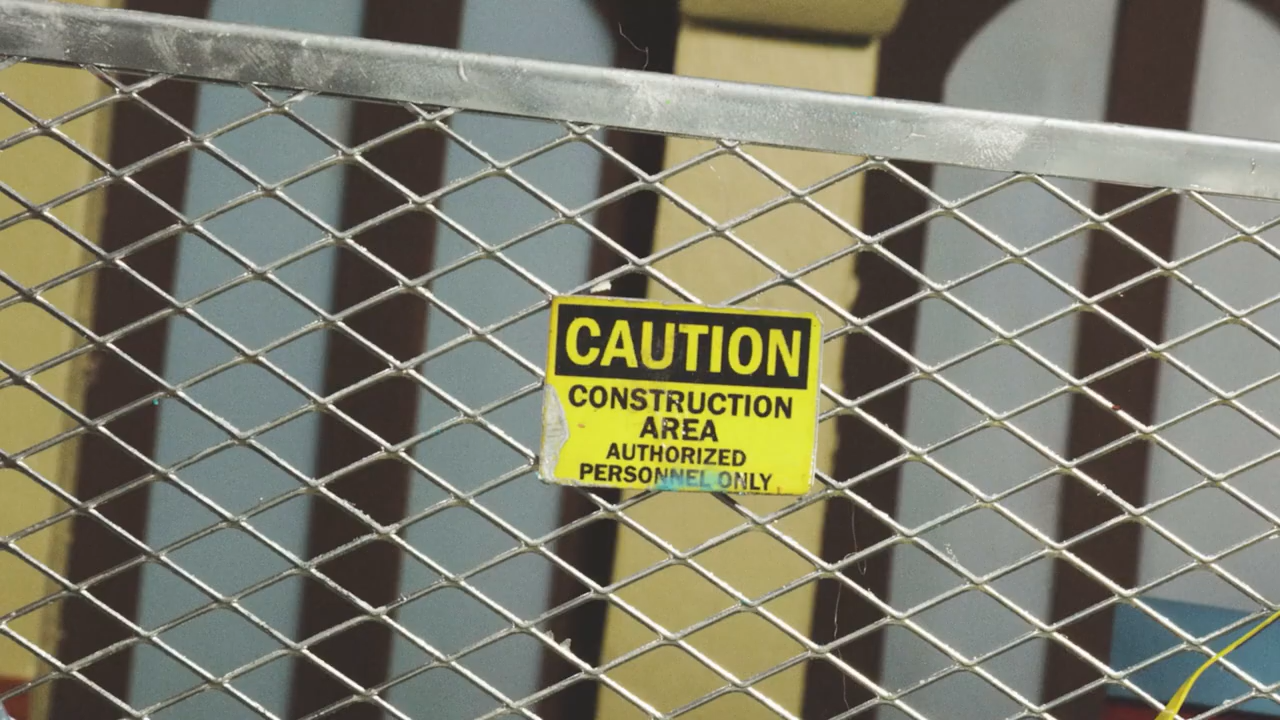 CAUTION
CONSTRUCTION
AREA
AUTHORIZED
PERSONNEL ONLY